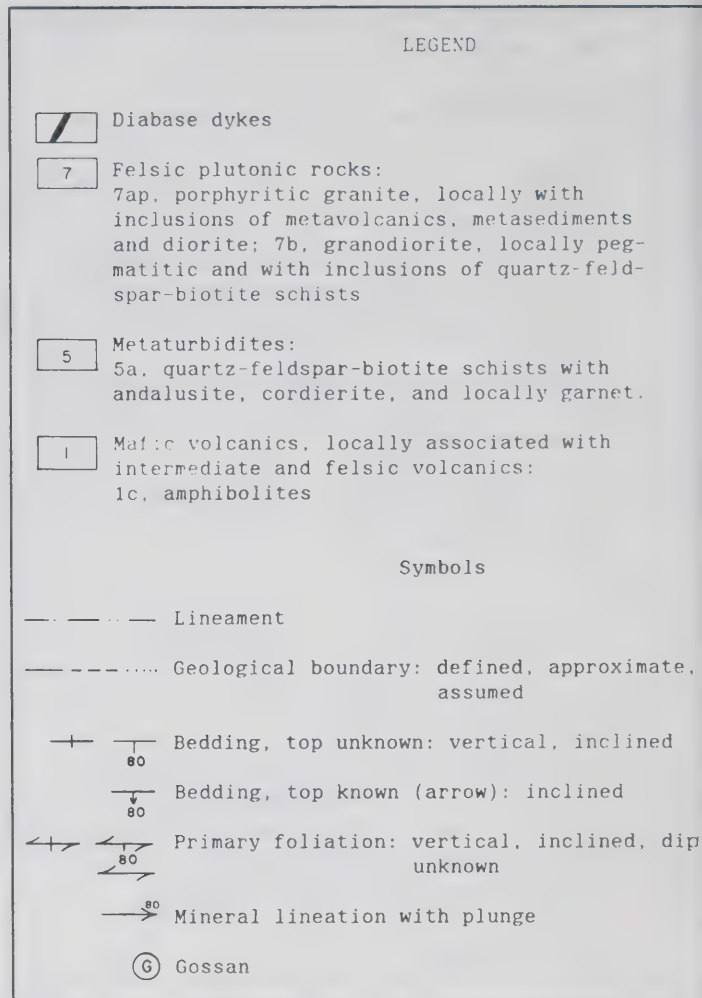 LEGEND
Diabase dykes
7 Felsic plutonic rocks:
7ap, porphyritic granite, locally with
inclusions of metavolcanics, metasediments
and diorite; 7b, granodiorite, locally peg-
matitic and with inclusions of quartz-feld-
spar-biotite schists
5 Metaturbidites:
5a, quartz-feldspar-biotite schists with
andalusite, cordierite, and locally garnet.
1 Mafic volcanics, locally associated with
intermediate and felsic volcanics:
1c, amphibolites
Symbols
Lineament
Geological boundary: defined, approximate,
assumed
Bedding, top unknown: vertical, inclined
80
Bedding, top known (arrow): inclined
80
Primary foliation: vertical, inclined, dip
80 unknown
80
Mineral lineation with plunge
G Gossan